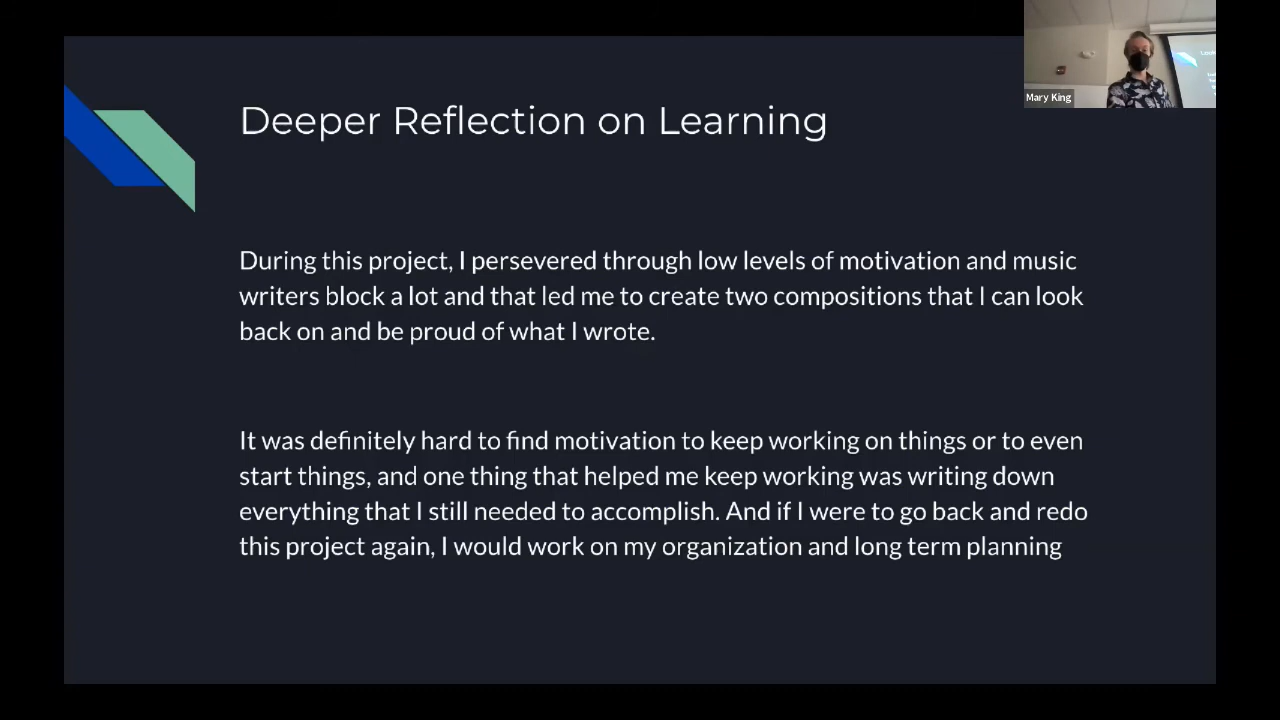 Deeper Reflection on Learning
Mary King
During this project, I persevered through low levels of motivation and music
writers block a lot and that led me to create two compositions that I can look
back on and be proud of what I wrote.
It was definitely hard to find motivation to keep working on things or to even
start things, and one thing that helped me keep working was writing down
everything that I still needed to accomplish. And if I were to go back and redo
this project again, I would work on my organization and long term planning